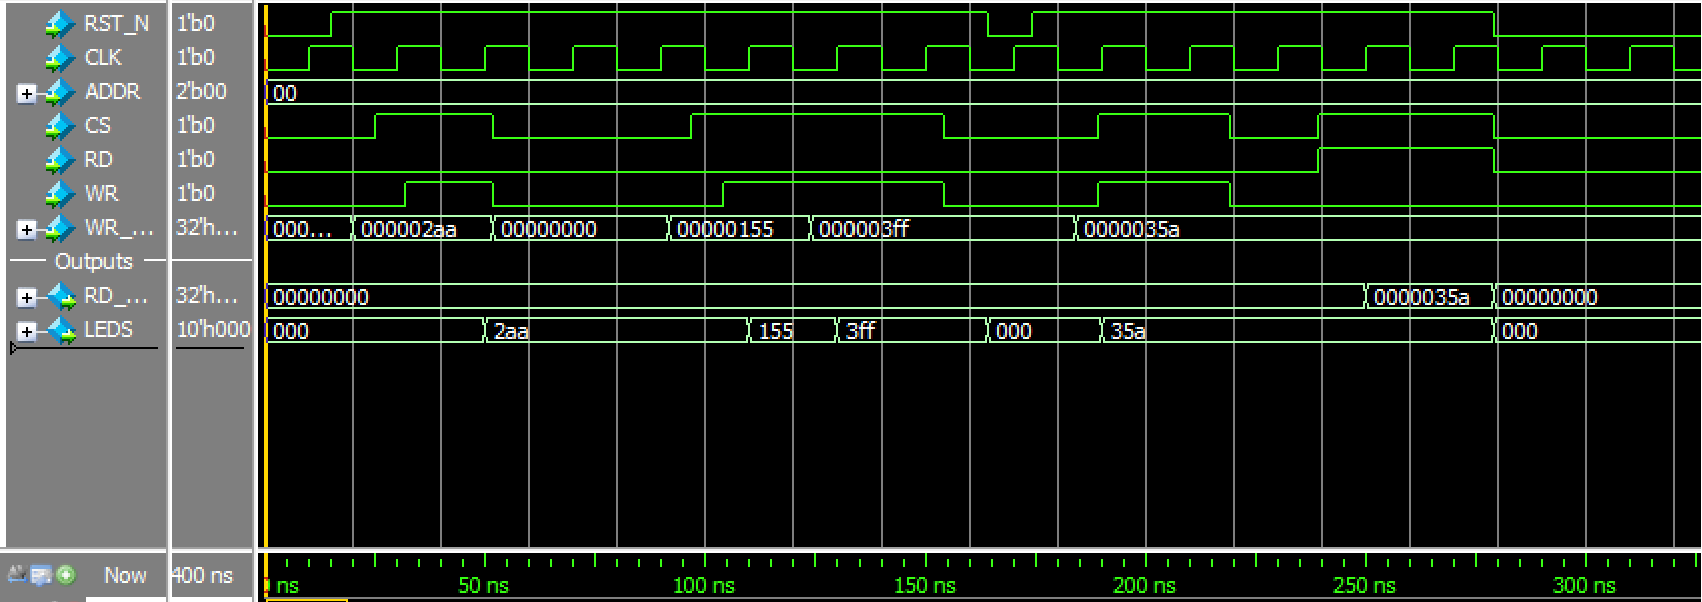 RST_N 1'b0
CLK 1'b0
ADDR 2'b00 00
CS 1'b0
RD 1'b0
WR 1'b0
WR_... 32'h... 000... 000002aa 00000000 00000155 000003ff 0000035a
Outputs
RD_... 32'h... 00000000 0000035a 00000000
LEDS 10'h000 000 2aa 155 3ff 000 35a 000
Now 400 ns ns 50 ns 100 ns 150 ns 200 ns 250 ns 300 ns